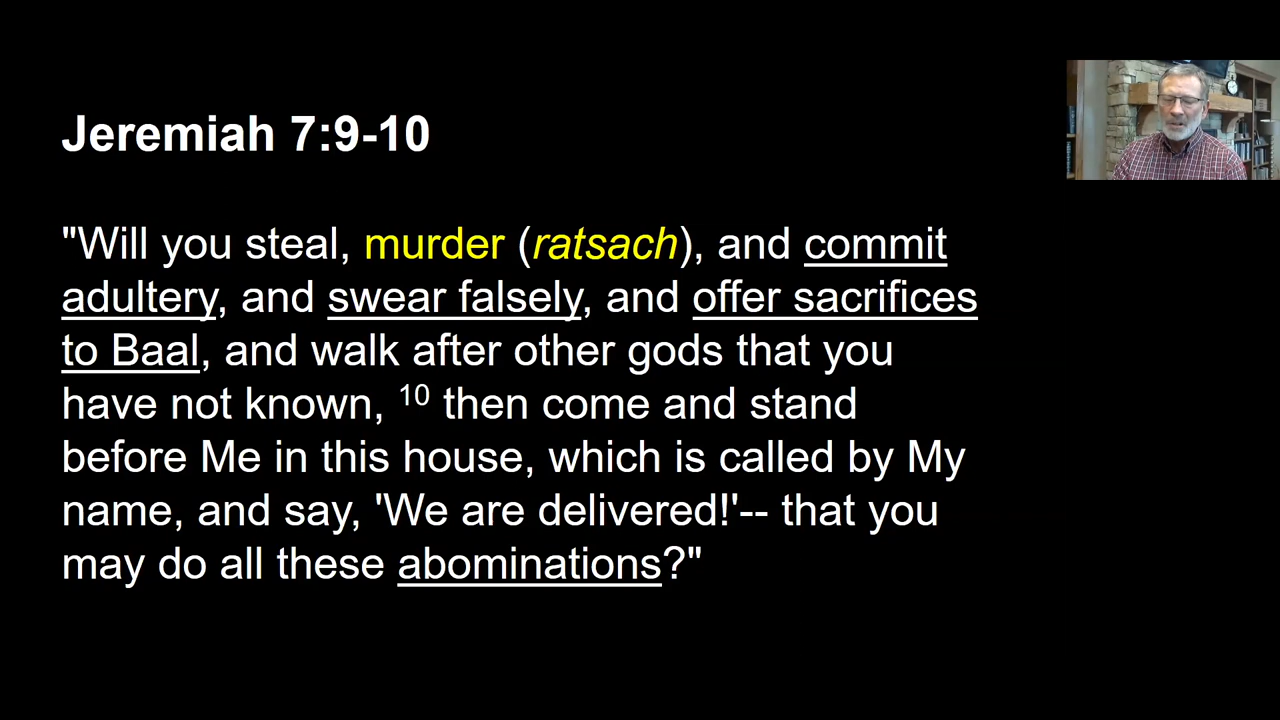 Jeremiah 7:9-10
"Will you steal, murder (ratsach), and commit
adultery, and swear falsely, and offer sacrifices
to Baal, and walk after other gods that you
have not known, 10 then come and stand
before Me in this house, which is called by My
name, and say, 'We are delivered!'-- that you
may do all these abominations?"